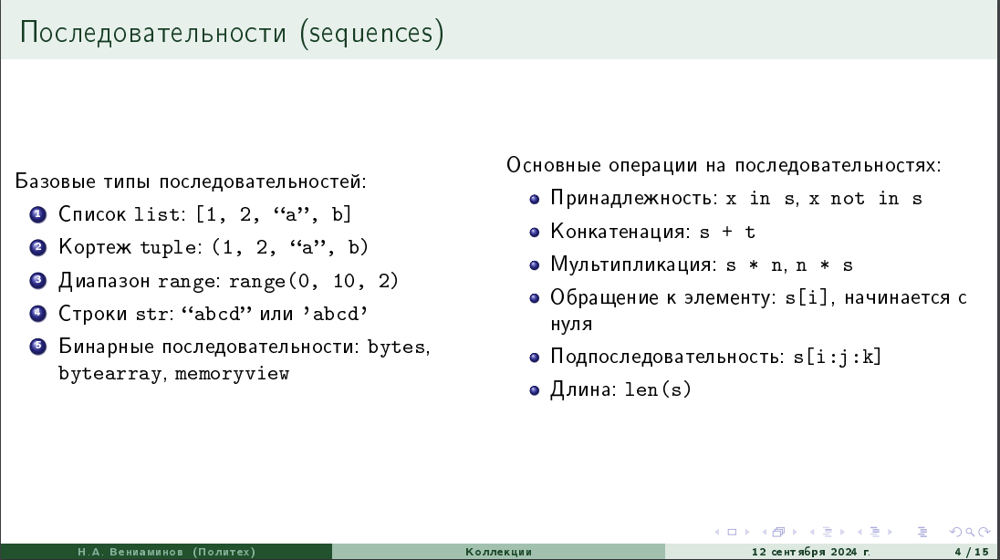 Последовательности (sequences)
Базовые типы последовательностей:
1 Список list: [1, 2, “a”, b]
2 Кортеж tuple: (1, 2, “a”, b)
3 Диапазон range: range(0, 10, 2)
4 Строки str: “abcd” или ’abcd’
5 Бинарные последовательности: bytes,
bytearray, memoryview
Основные операции на последовательностях:
Принадлежность: x in s, x not in s
Конкатенация: s + t
Мультипликация: s * n, n * s
Обращение к элементу: s[i], начинается с
нуля
Подпоследовательность: s[i:j:k]
Длина: len(s)
Н.А. Вениаминов (Политех)
Коллекции
12 сентября 2024 г.
4 / 15